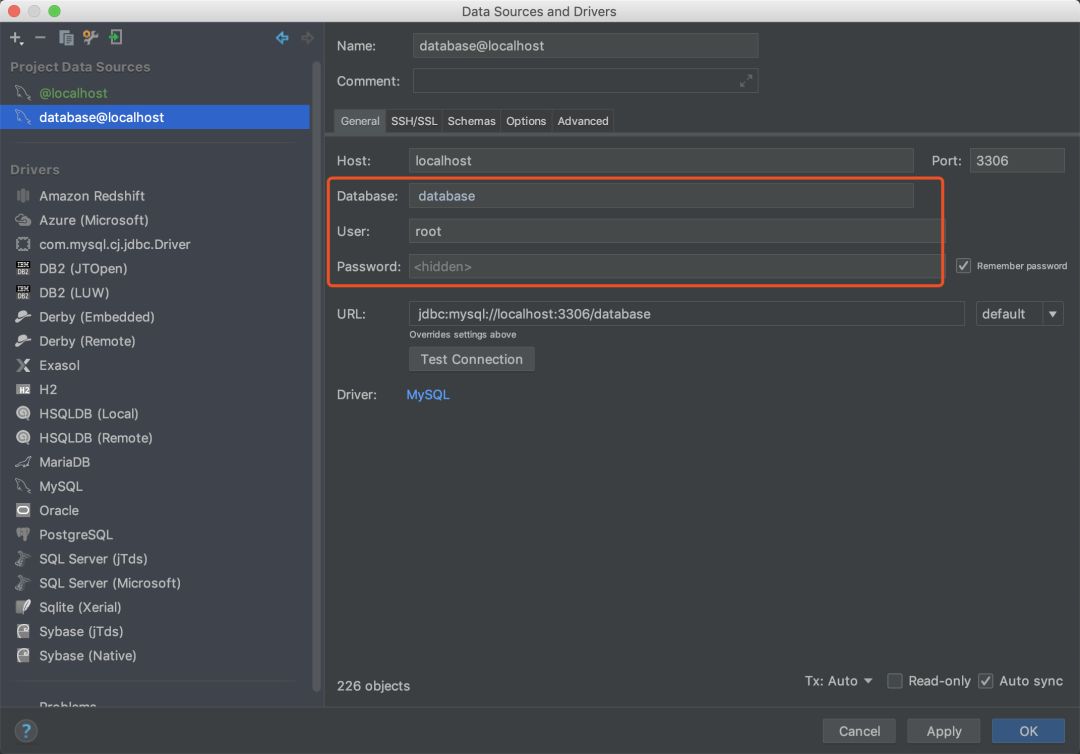 Data Sources and Drivers
Project Data Sources
@localhost
database@localhost
Drivers
Amazon Redshift
Azure (Microsoft)
com.mysql.cj.jdbc.Driver
IBM DB2 DB2 (JTOpen)
IBM DB2 DB2 (LUW)
Derby (Embedded)
Derby (Remote)
Exasol
H2 H2
HSQLDB (Local)
HSQLDB (Remote)
MariaDB
MySQL
Oracle
PostgreSQL
SQL Server (jTds)
SQL Server (Microsoft)
Sqlite (Xerial)
Sybase (jTds)
Sybase (Native)
Problems
?
Name: database@localhost
Comment:
General SSH/SSL Schemas Options Advanced
Host: localhost Port: 3306
Database: database
User: root
Password: <hidden> Remember password
URL: jdbc:mysql://localhost:3306/database default
Overrides settings above
Test Connection
Driver: MySQL
226 objects Tx: Auto Read-only Auto sync
Cancel Apply OK